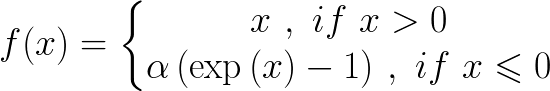 f(x) = { x , if x > 0
α (exp (x) − 1) , if x ⩽ 0